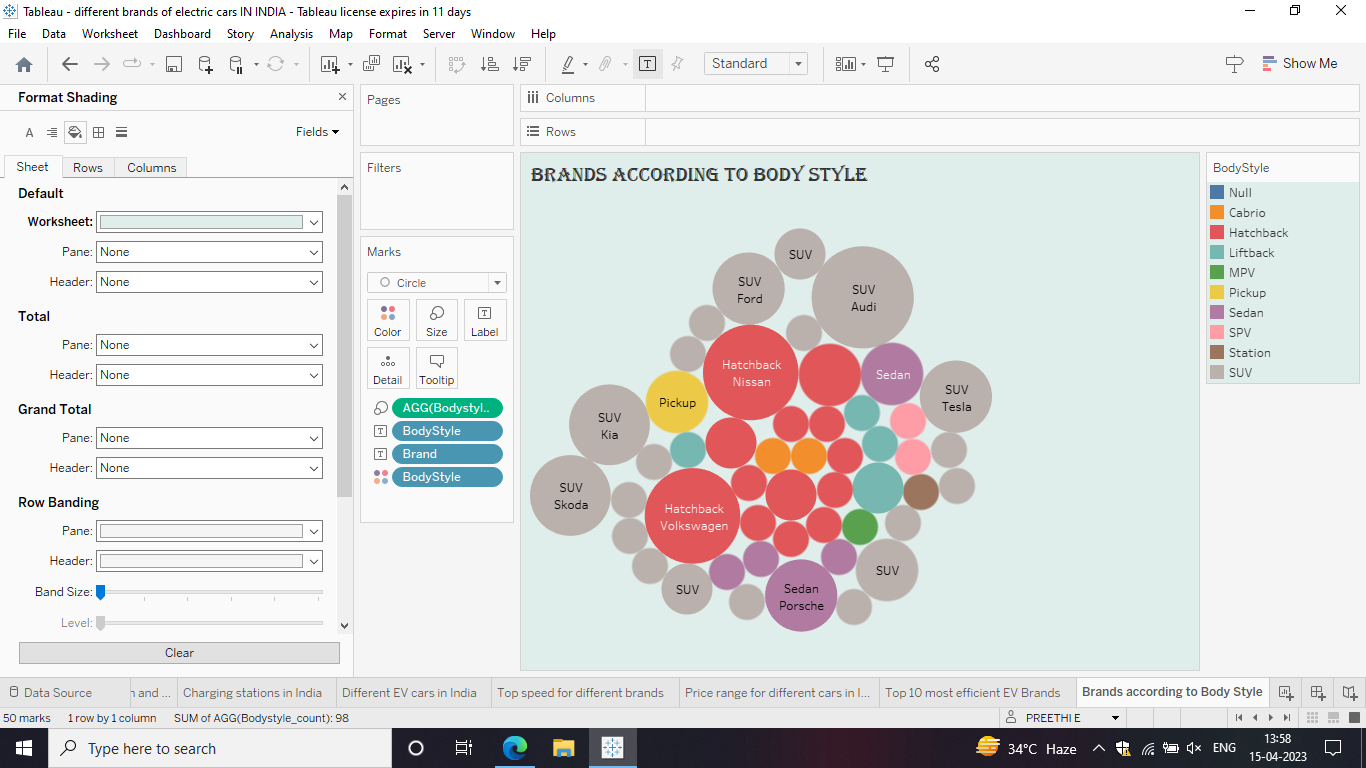 Tableau - different brands of electric cars IN INDIA - Tableau license expires in 11 days
File Data Worksheet Dashboard Story Analysis Map Format Server Window Help
Standard
Show Me
Format Shading
A
Fields
Sheet Rows Columns
Default
Worksheet:
Pane: None
Header: None
Total
Pane: None
Header: None
Grand Total
Pane: None
Header: None
Row Banding
Pane:
Header:
Band Size:
Level:
Clear
Pages
Filters
Marks
Circle
Color Size Label
Detail Tooltip
AGG(Bodystyl..
BodyStyle
Brand
BodyStyle
Columns
Rows
BRANDS ACCORDING TO BODY STYLE
SUV
SUV
Ford
SUV
Audi
Hatchback
Nissan
Sedan
SUV
Tesla
Pickup
SUV
Kia
SUV
Skoda
Hatchback
Volkswagen
SUV
SUV
Sedan
Porsche
BodyStyle
Null
Cabrio
Hatchback
Liftback
MPV
Pickup
Sedan
SPV
Station
SUV
Data Source
n and ...
Charging stations in India
Different EV cars in India
Top speed for different brands
Price range for different cars in I...
Top 10 most efficient EV Brands
Brands according to Body Style
50 marks 1 row by 1 column SUM of AGG(Bodystyle_count): 98
PREETHI E
Type here to search
34°C Haze
ENG
13:58
15-04-2023